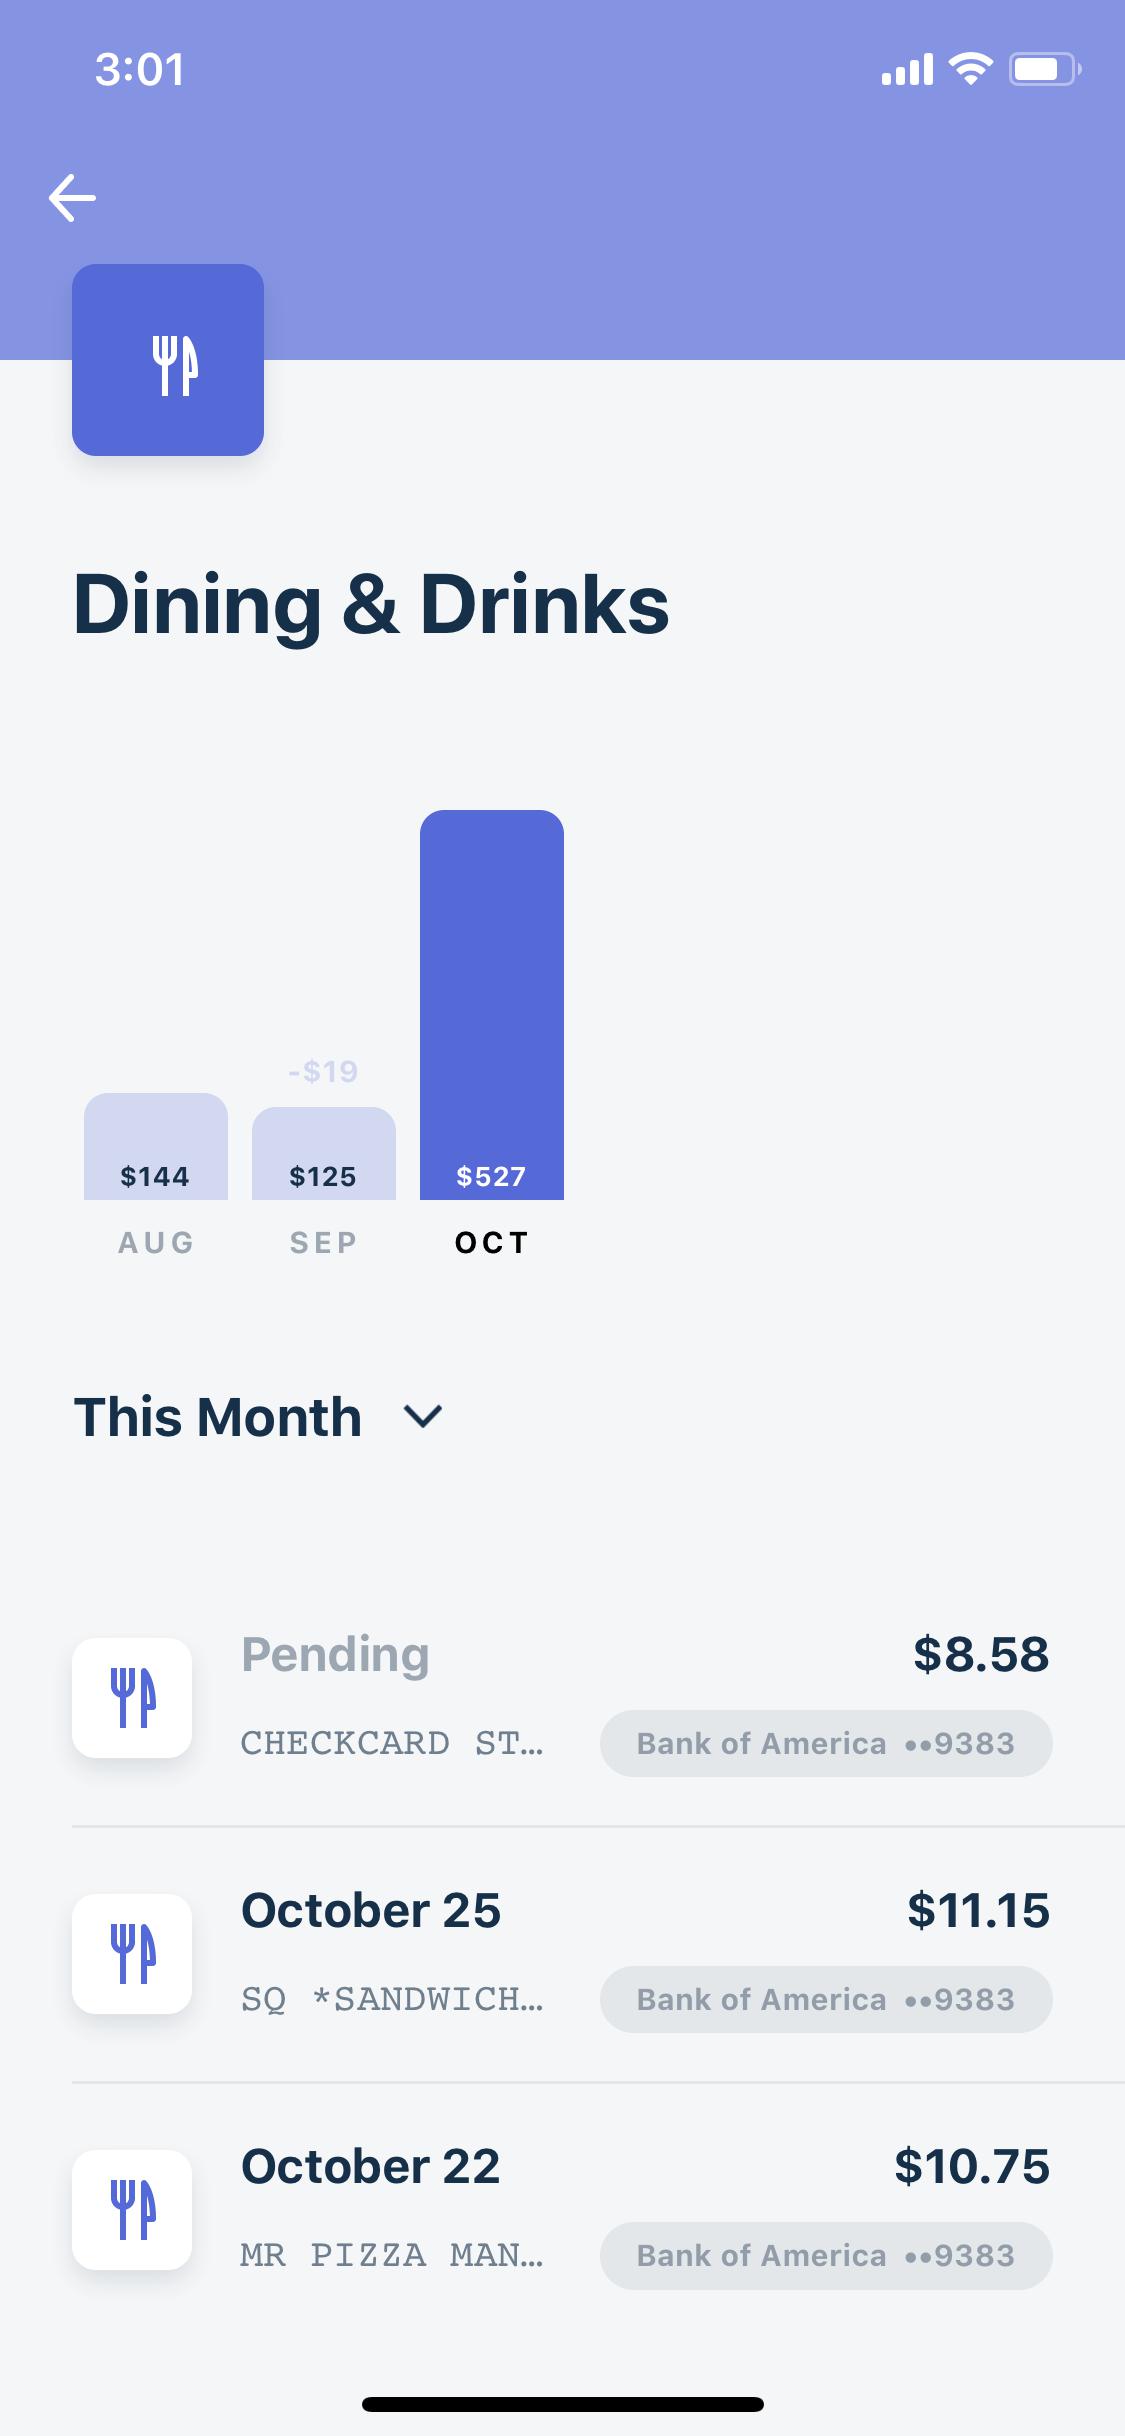 3:01
Dining & Drinks
-$19
$144 $125 $527
AUG SEP OCT
This Month
Pending $8.58
CHECKCARD ST… Bank of America ••9383
October 25 $11.15
SQ *SANDWICH… Bank of America ••9383
October 22 $10.75
MR PIZZA MAN… Bank of America ••9383